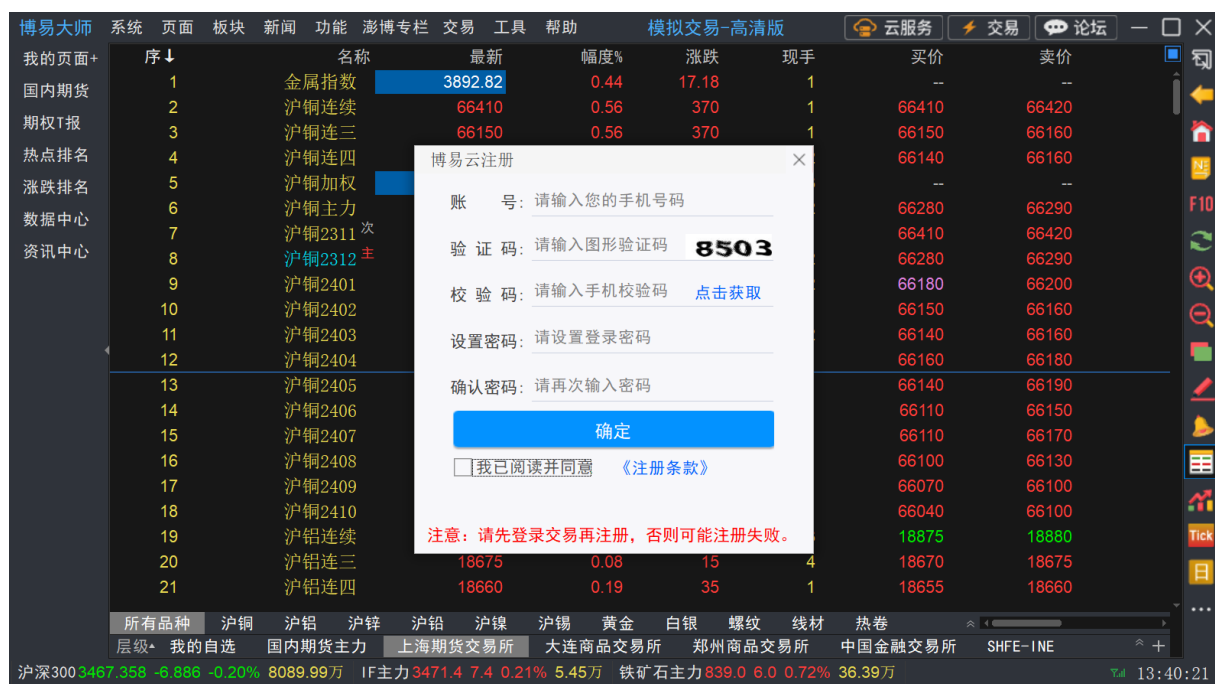 博易大师 系统 页面 板块 新闻 功能 澎博专栏 交易 工具 帮助 模拟交易-高清版 云服务 交易 论坛
我的页面+
国内期货
期权T报
热点排名
涨跌排名
数据中心
资讯中心
序↓ 名称 最新 幅度% 涨跌 现手 买价 卖价
1 金属指数 3892.82 0.44 17.18 1 -- --
2 沪铜连续 66410 0.56 370 1 66410 66420
3 沪铜连三 66150 0.56 370 1 66150 66160
4 沪铜连四 66140 66160
5 沪铜加权 -- --
6 沪铜主力 66280 66290
7 沪铜2311 次 66410 66420
8 沪铜2312 主 66280 66290
9 沪铜2401 66180 66200
10 沪铜2402 66150 66160
11 沪铜2403 66140 66160
12 沪铜2404 66160 66180
13 沪铜2405 66140 66190
14 沪铜2406 66110 66150
15 沪铜2407 66110 66170
16 沪铜2408 66100 66130
17 沪铜2409 66070 66100
18 沪铜2410 66040 66100
19 沪铝连续 18875 18880
20 沪铝连三 18675 0.08 15 4 18670 18675
21 沪铝连四 18660 0.19 35 1 18655 18660
博易云注册
账 号: 请输入您的手机号码
验 证 码: 请输入图形验证码 8503
校 验 码: 请输入手机校验码 点击获取
设置密码: 请设置登录密码
确认密码: 请再次输入密码
确定
我已阅读并同意 《注册条款》
注意：请先登录交易再注册，否则可能注册失败。
F10
Tick
日
所有品种 沪铜 沪铝 沪锌 沪铅 沪镍 沪锡 黄金 白银 螺纹 线材 热卷
层级 我的自选 国内期货主力 上海期货交易所 大连商品交易所 郑州商品交易所 中国金融交易所 SHFE-INE
沪深300 3467.358 -6.886 -0.20% 8089.99万 IF主力 3471.4 7.4 0.21% 5.45万 铁矿石主力 839.0 6.0 0.72% 36.39万 13:40:21